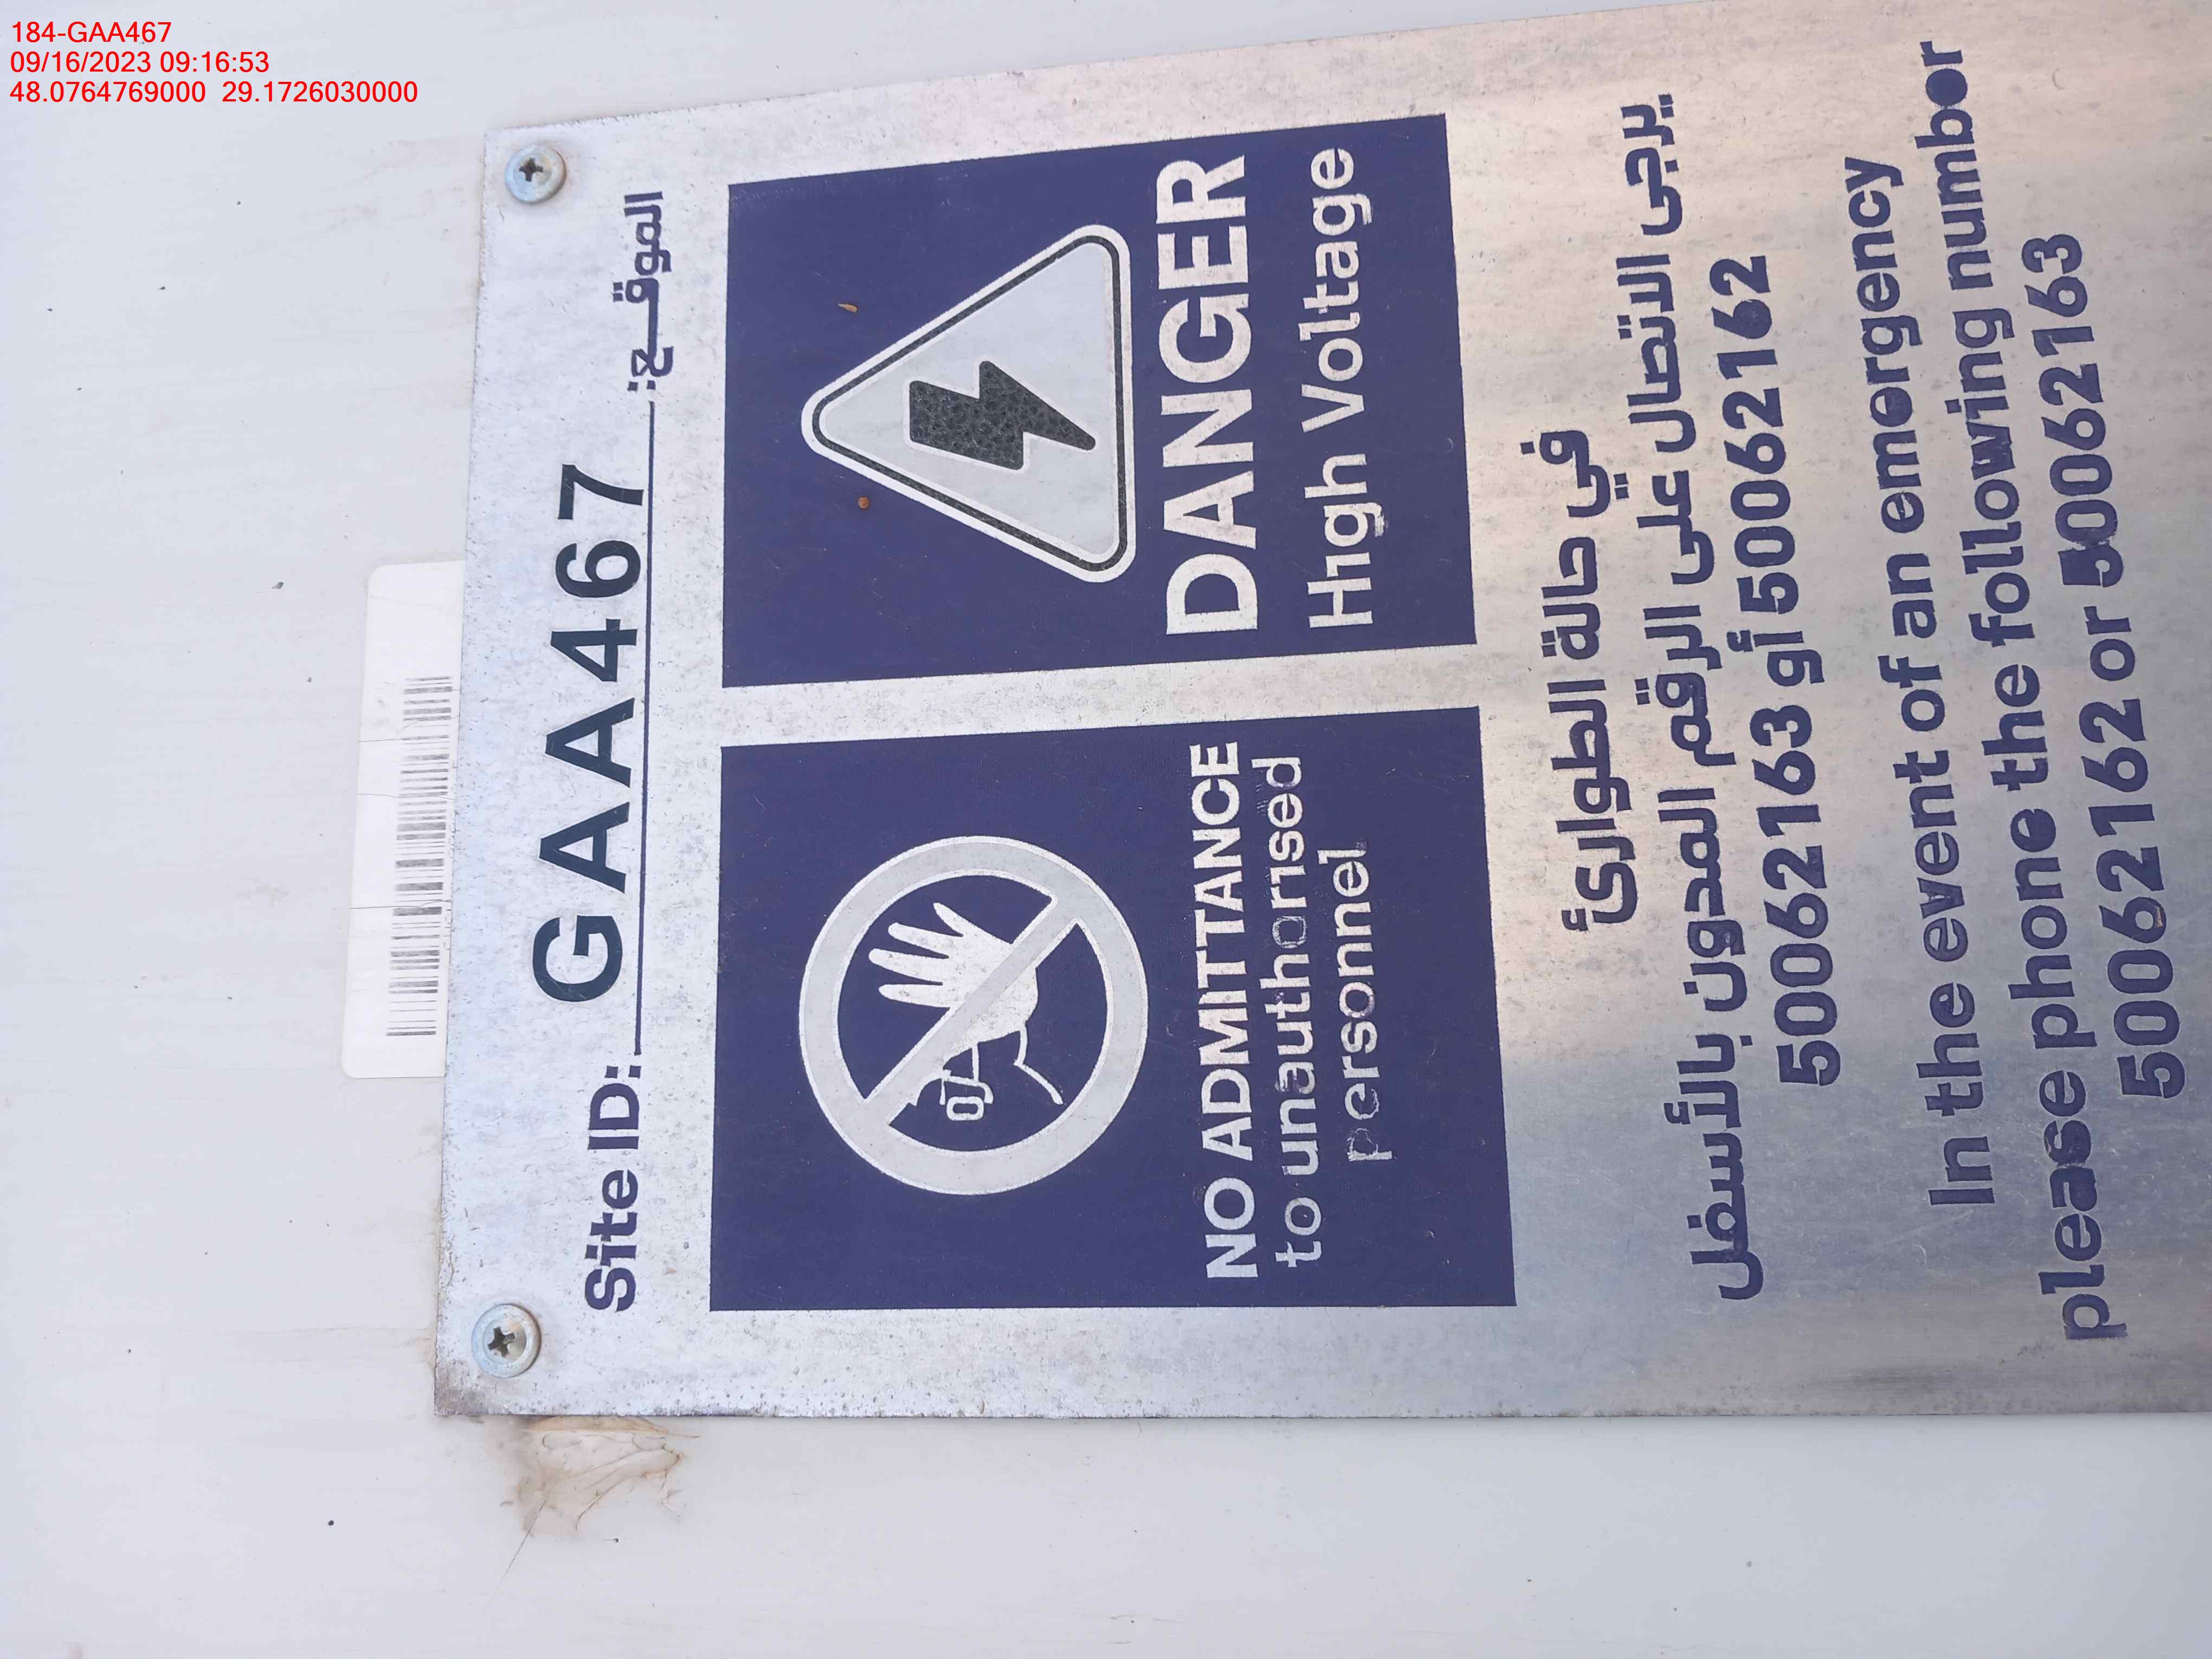 184-GAA467
09/16/2023 09:16:53
48.0764769000 29.1726030000
Site ID: GAA467 الموقع:
NO ADMITTANCE
to unauthorised
personnel
DANGER
High Voltage
في حالة الطوارئ
يرجى الاتصال على الرقم المدون بالأسفل
50062162 أو 50062163
In the event of an emergency
please phone the following number
50062162 or 50062163